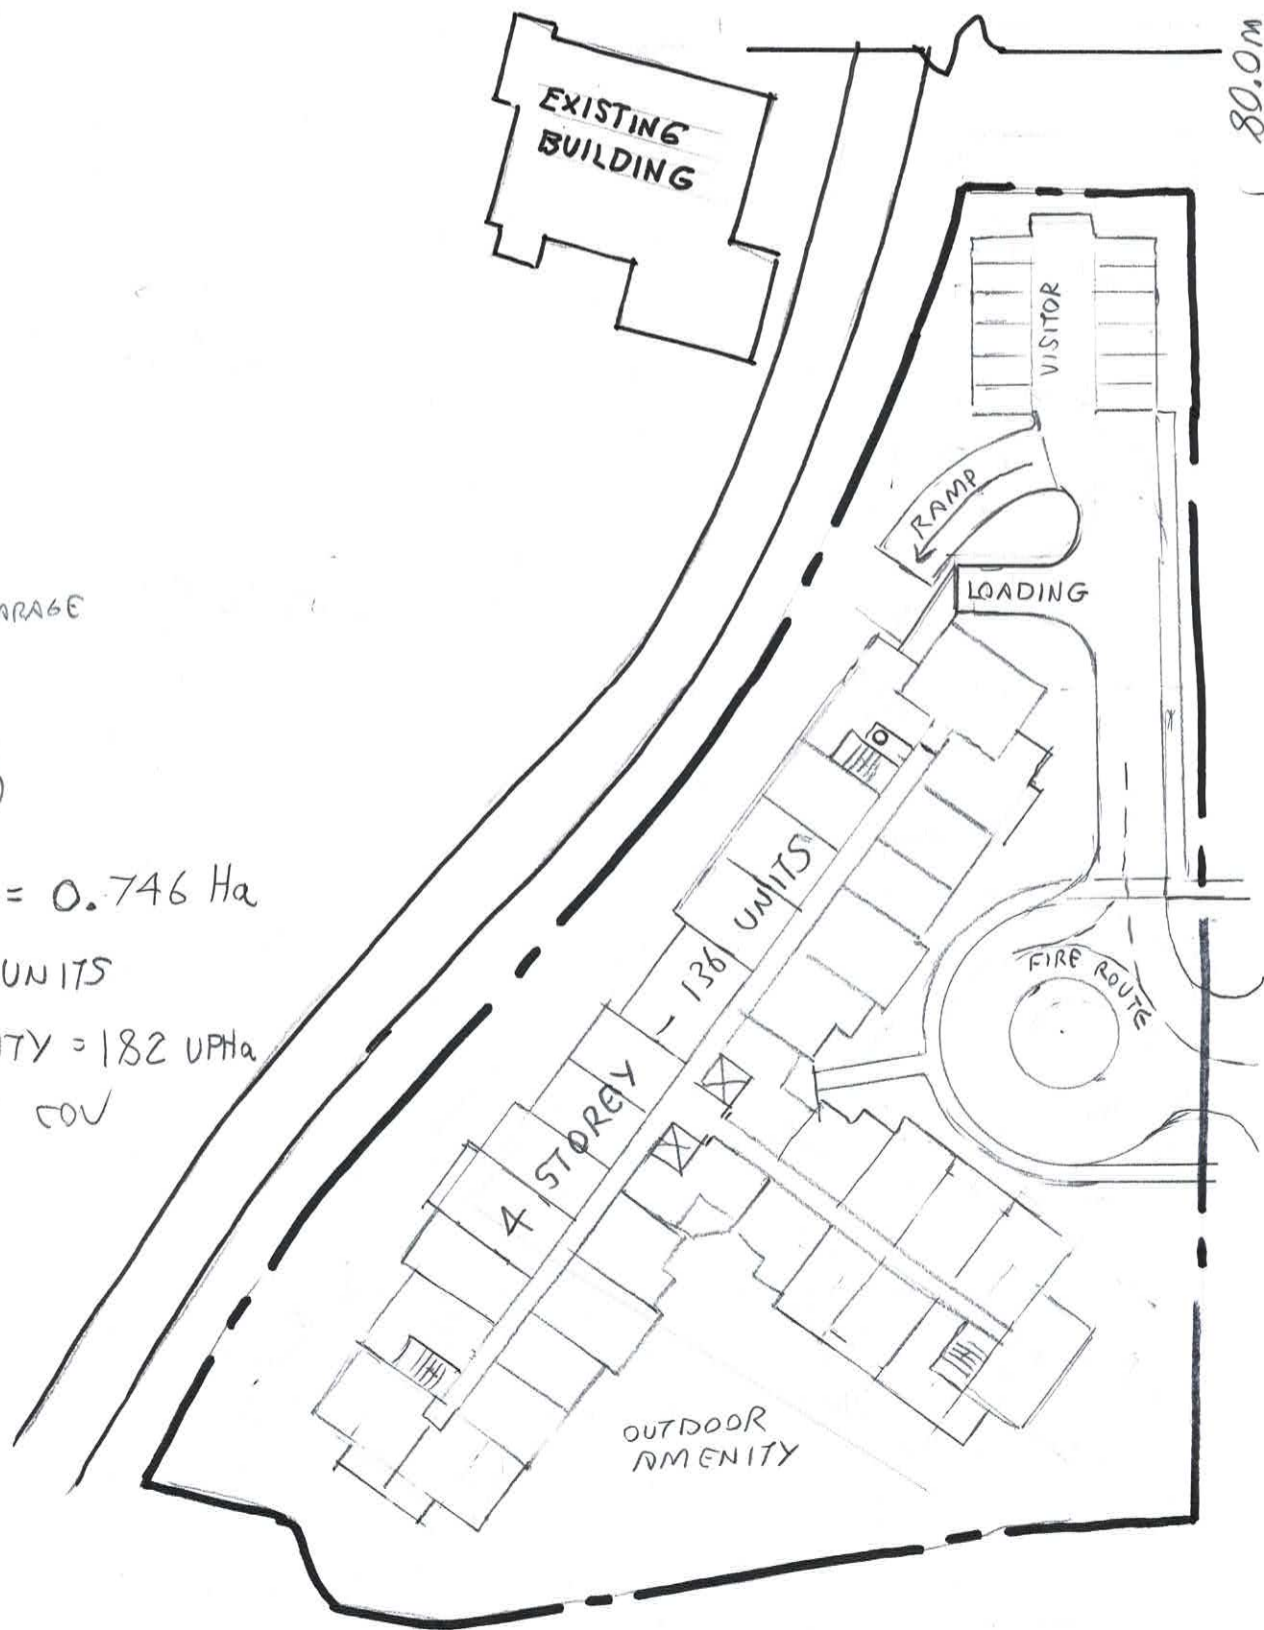 80.0m
EXISTING
BUILDING
VISITOR
RAMP
LOADING
ARAGE
= 0.746 Ha
UNITS
ITY = 182 UPHa
COV
4 STOREY - 136 UNITS
FIRE ROUTE
OUTDOOR
AMENITY